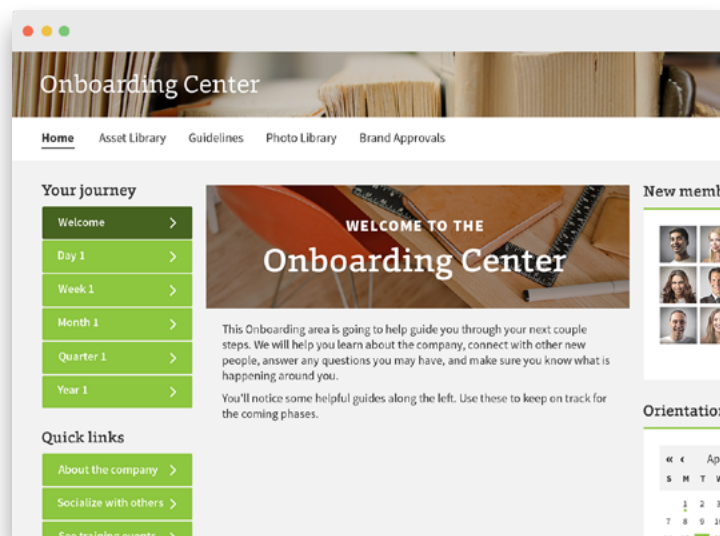 Onboarding Center
Home Asset Library Guidelines Photo Library Brand Approvals
Your journey
Welcome
Day 1
Week 1
Month 1
Quarter 1
Year 1
Quick links
About the company
Socialize with others
See training events
WELCOME TO THE
Onboarding Center
This Onboarding area is going to help guide you through your next couple
steps. We will help you learn about the company, connect with other new
people, answer any questions you may have, and make sure you know what is
happening around you.
You'll notice some helpful guides along the left. Use these to keep on track for
the coming phases.
New memb
Orientation
« ‹ Ap
S M T W
1 2 3
7 8 9 10